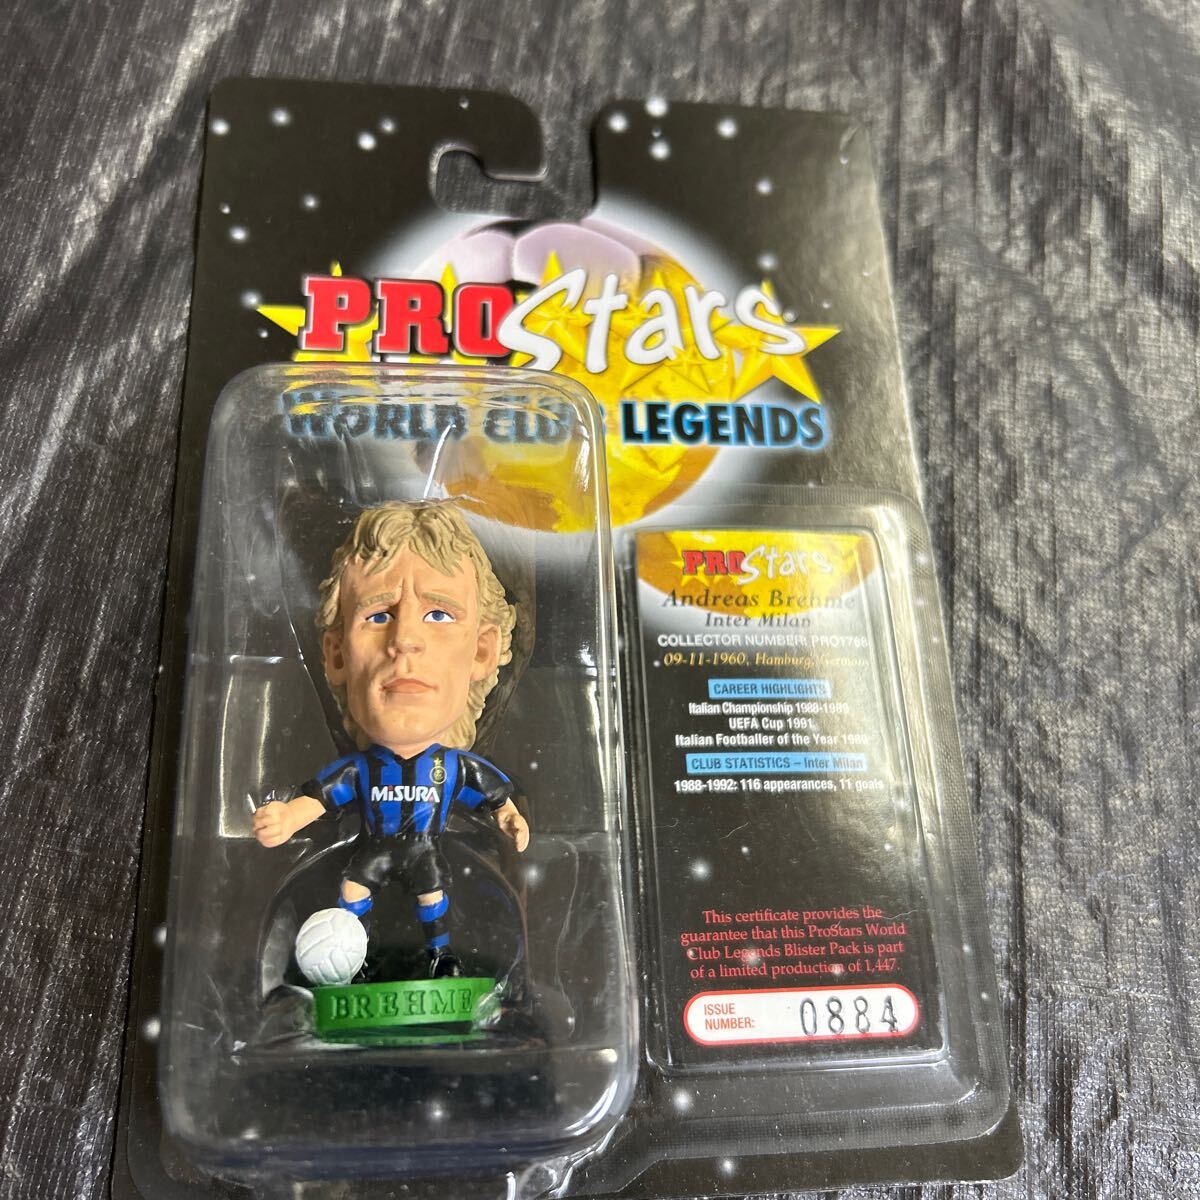 PROStars
WORLD CLUB LEGENDS
MiSURA
BREHME
PROStars
Andreas Brehme
Inter Milan
COLLECTOR NUMBER: PRO1768
09-11-1960, Hamburg, Germany
CAREER HIGHLIGHTS
Italian Championship 1988-1989
UEFA Cup 1991
Italian Footballer of the Year 1989
CLUB STATISTICS – Inter Milan
1988-1992: 116 appearances, 11 goals
This certificate provides the
guarantee that this ProStars World
Club Legends Blister Pack is part
of a limited production of 1,447.
ISSUE
NUMBER: 0884